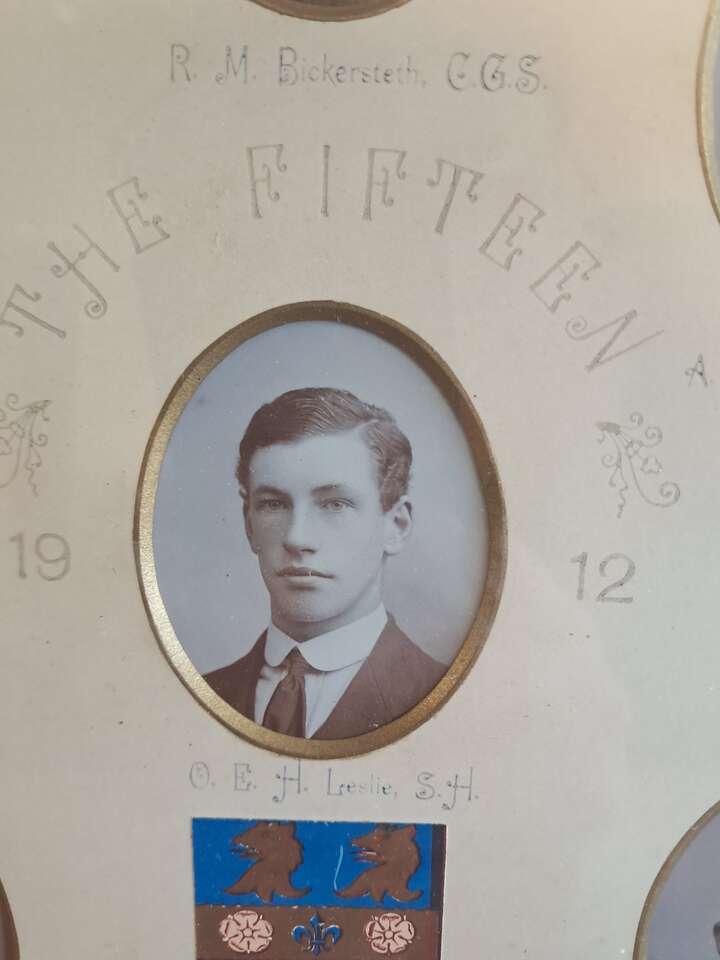 R. M. Bickersteth, C.G.S.
THE FIFTEEN
A.
19 12
O. E. H. Leslie, S.H.